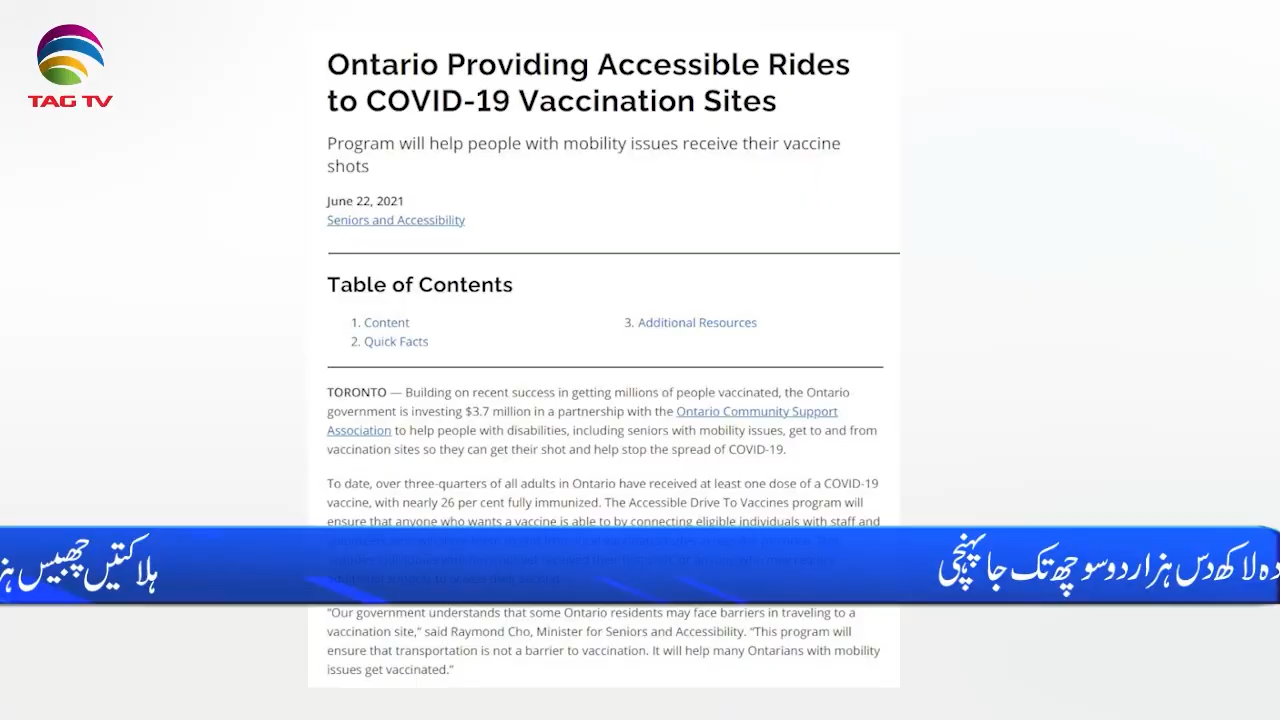 TAG TV
Ontario Providing Accessible Rides
to COVID-19 Vaccination Sites
Program will help people with mobility issues receive their vaccine
shots
June 22, 2021
Seniors and Accessibility
Table of Contents
1. Content
2. Quick Facts
3. Additional Resources
TORONTO — Building on recent success in getting millions of people vaccinated, the Ontario
government is investing $3.7 million in a partnership with the Ontario Community Support
Association to help people with disabilities, including seniors with mobility issues, get to and from
vaccination sites so they can get their shot and help stop the spread of COVID-19.
To date, over three-quarters of all adults in Ontario have received at least one dose of a COVID-19
vaccine, with nearly 26 per cent fully immunized. The Accessible Drive To Vaccines program will
ensure that anyone who wants a vaccine is able to by connecting eligible individuals with staff and
دہ لاکھ دس ہزار دو سو چھ تک جا پہنچی ہلاکتیں چھبیس
“Our government understands that some Ontario residents may face barriers in traveling to a
vaccination site,” said Raymond Cho, Minister for Seniors and Accessibility. “This program will
ensure that transportation is not a barrier to vaccination. It will help many Ontarians with mobility
issues get vaccinated.”